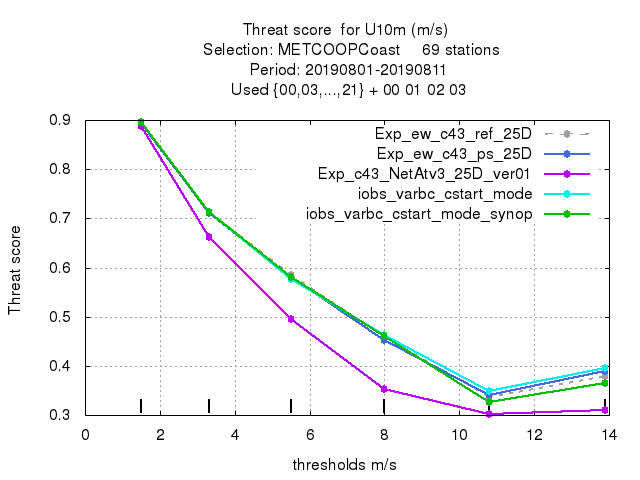 Threat score  for U10m (m/s)
Selection: METCOOPCoast     69 stations
Period: 20190801-20190811
Used {00,03,...,21} + 00 01 02 03
Exp_ew_c43_ref_25D
Exp_ew_c43_ps_25D
Exp_c43_NetAtv3_25D_ver01
iobs_varbc_cstart_mode
iobs_varbc_cstart_mode_synop
Threat score
0.9
0.8
0.7
0.6
0.5
0.4
0.3
0 2 4 6 8 10 12 14
thresholds m/s